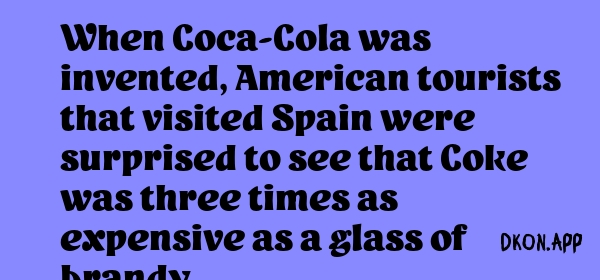 When Coca-Cola was
invented, American tourists
that visited Spain were
surprised to see that Coke
was three times as
expensive as a glass of
DKON.APP
brandy